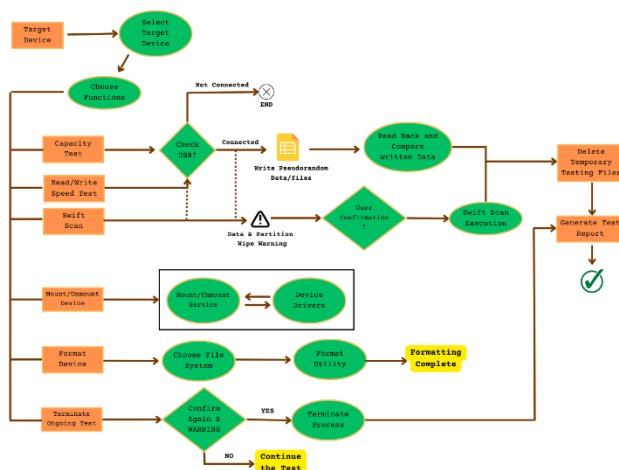 Target
Device
Select
Target
Device
Choose
Functions
Not Connected
END
Capacity
Test
Check
USB?
Connected
Write Pseudorandom
Data/files
Read Back and
Compare
written Data
Delete
Temporary
Testing Files
Read/Write
Speed Test
Swift
Scan
Data & Partition
Wipe Warning
User
Confirmation
?
Swift Scan
Execution
Generate Test
Report
Mount/Unmount
Device
Mount/Unmount
Service
Device
Drivers
Format
Device
Choose File
System
Format
Utility
Formatting
Complete
Terminate
Ongoing Test
Confirm
Again &
WARNING
YES
Terminate
Process
NO
Continue
the Test